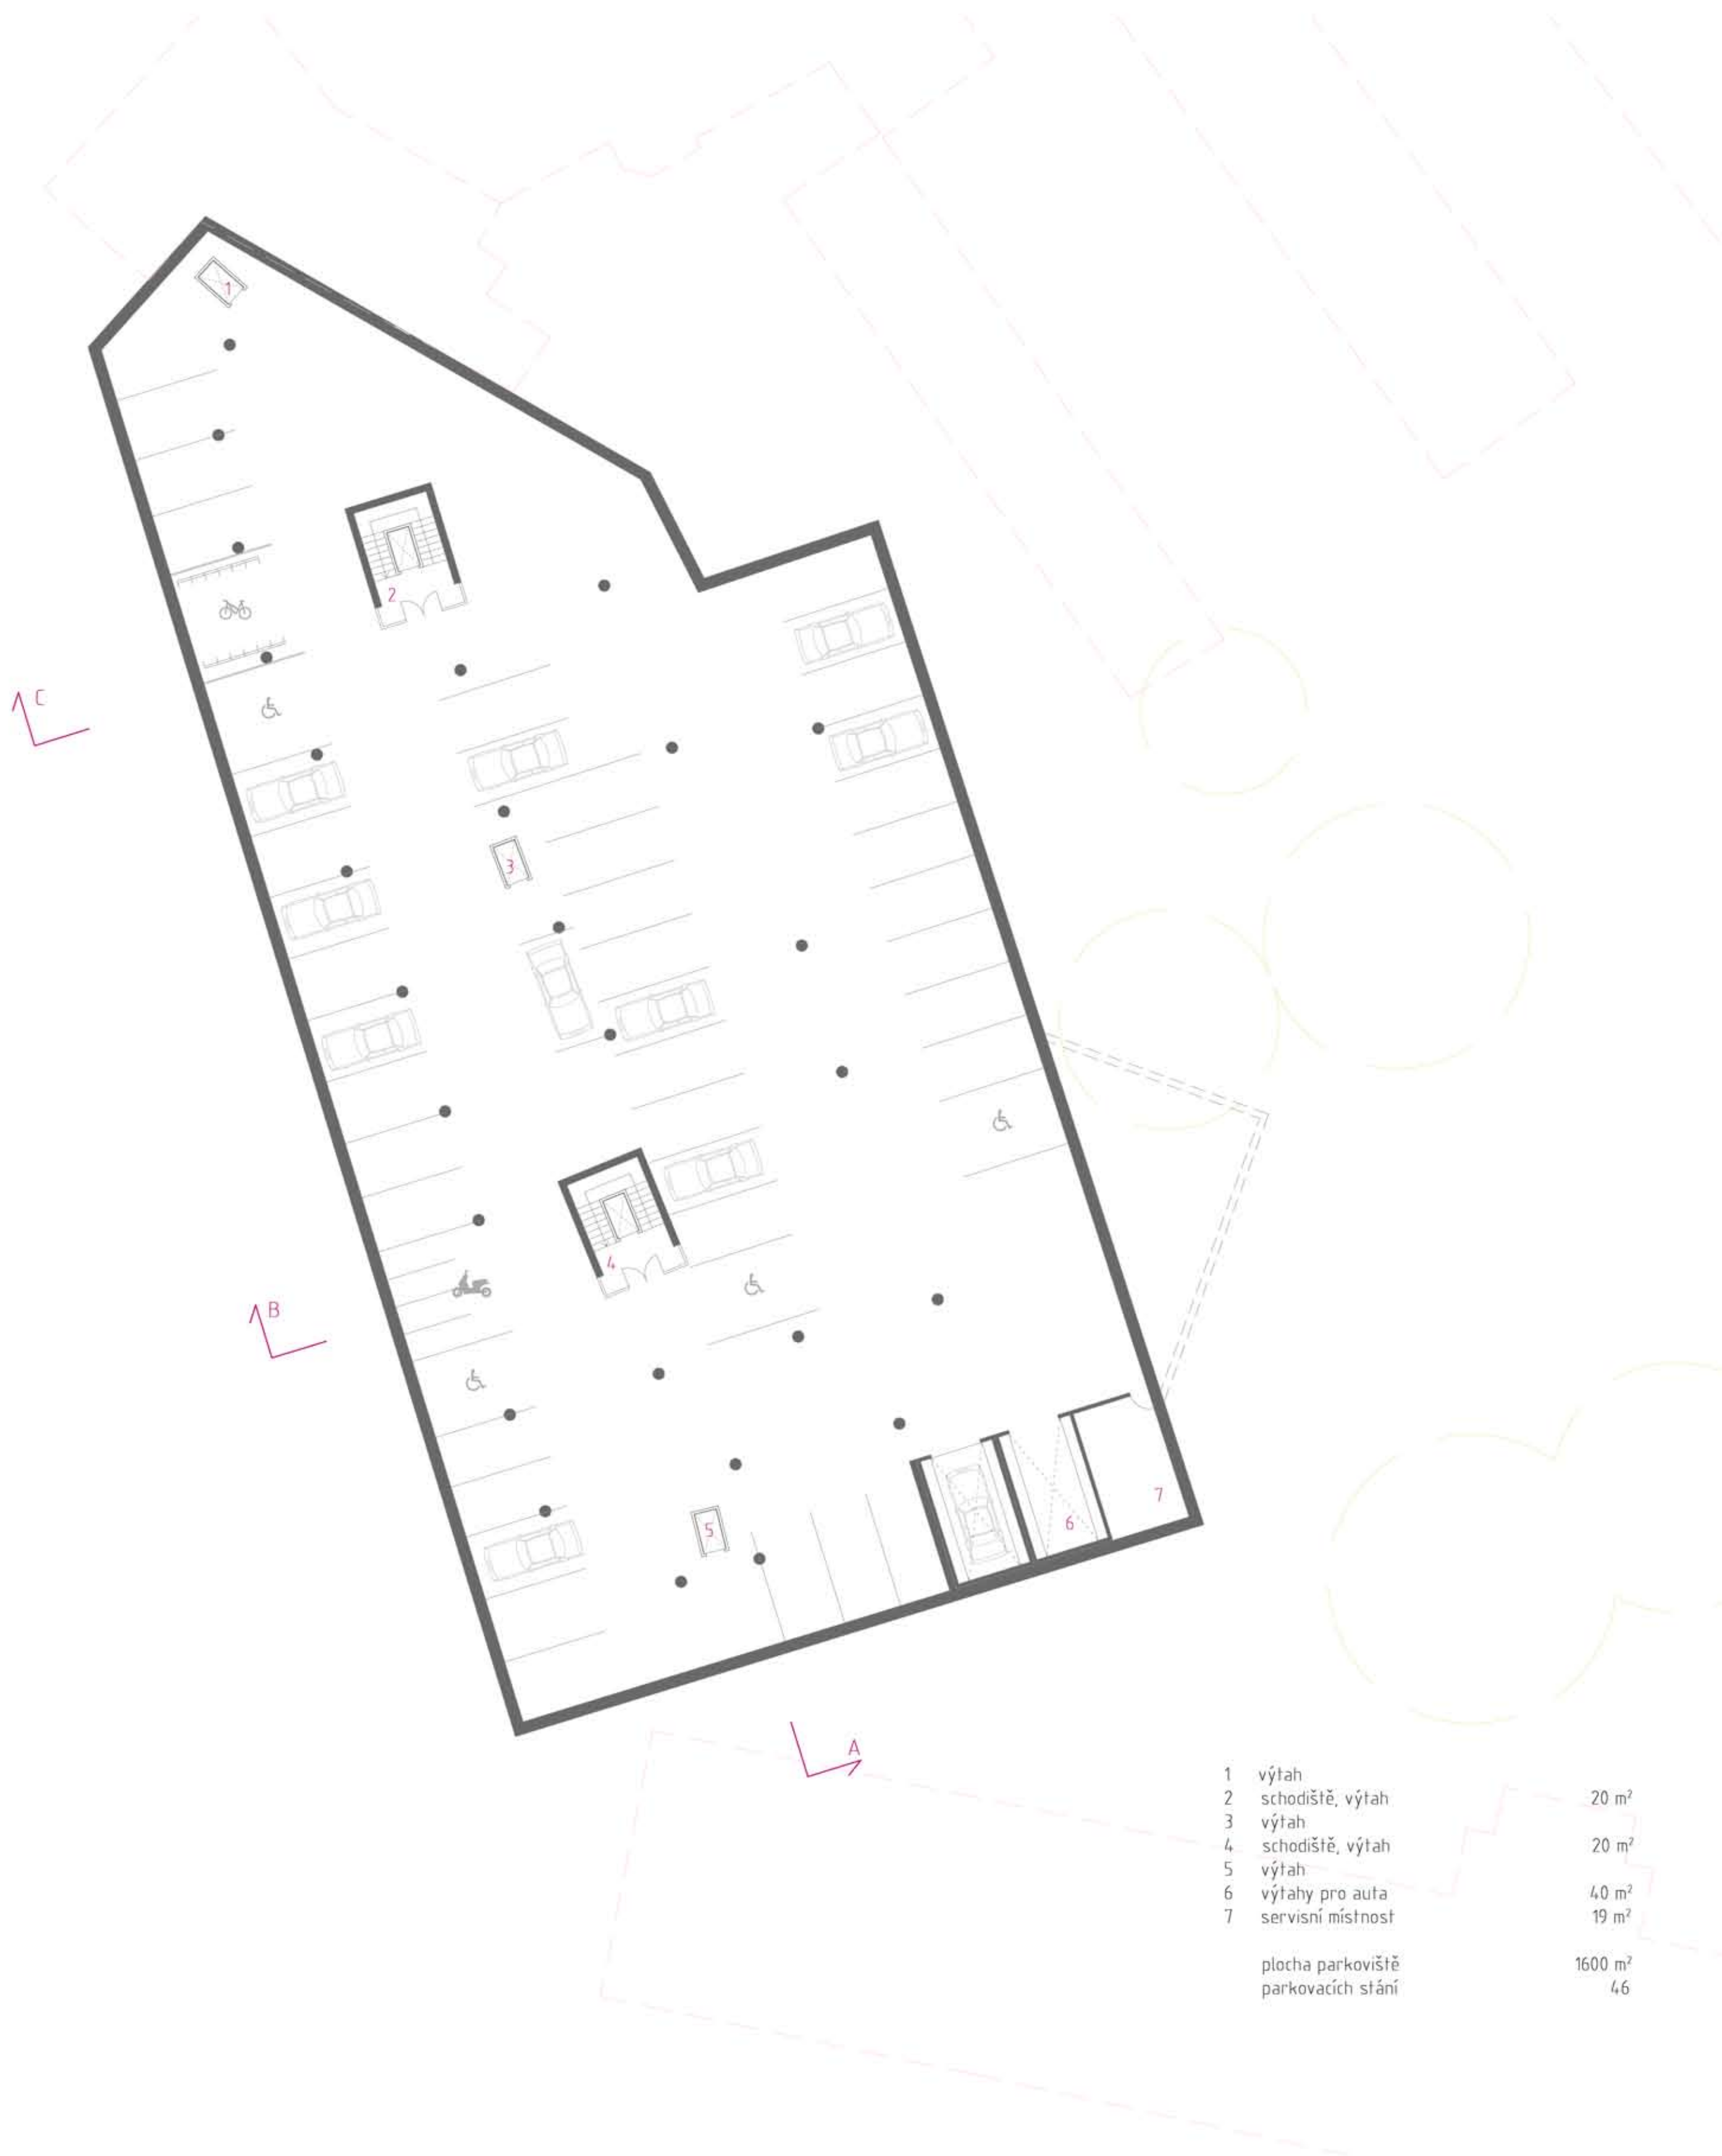 1
2
C
3
4
B
5
6
7
A
1 výtah
2 schodiště, výtah 20 m²
3 výtah
4 schodiště, výtah 20 m²
5 výtah
6 výtahy pro auta 40 m²
7 servisní místnost 19 m²
plocha parkoviště 1600 m²
parkovacích stání 46